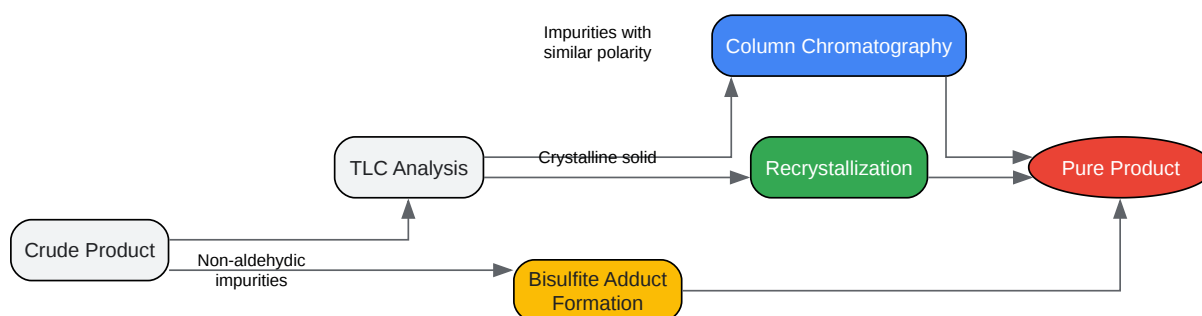 Impurities with
similar polarity
Column Chromatography
TLC Analysis
Crystalline solid
Recrystallization
Pure Product
Crude Product
Non-aldehydic
impurities
Bisulfite Adduct
Formation